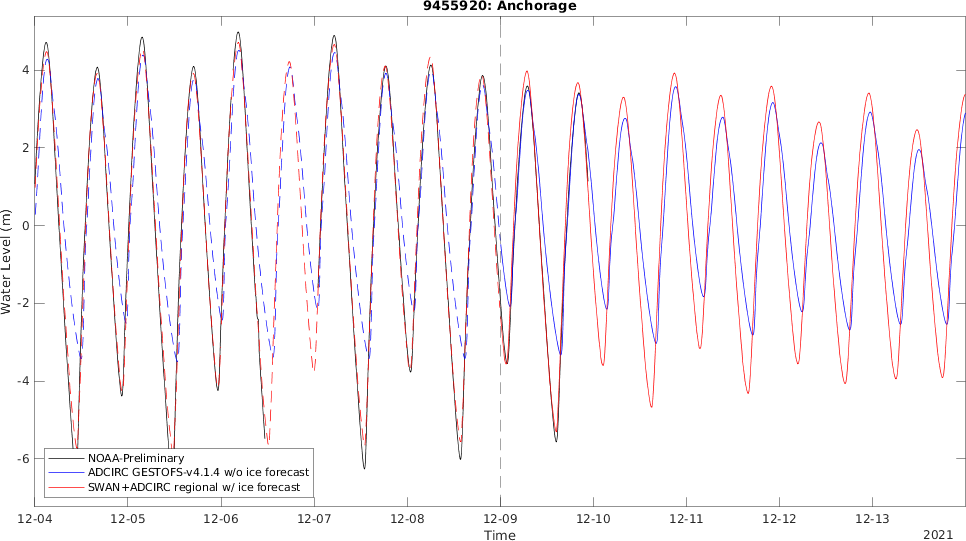 9455920: Anchorage
4
2
0
-2
-4
-6
Water Level (m)
NOAA-Preliminary
ADCIRC GESTOFS-v4.1.4 w/o ice forecast
SWAN+ADCIRC regional w/ ice forecast
12-04 12-05 12-06 12-07 12-08 12-09 12-10 12-11 12-12 12-13
Time
2021